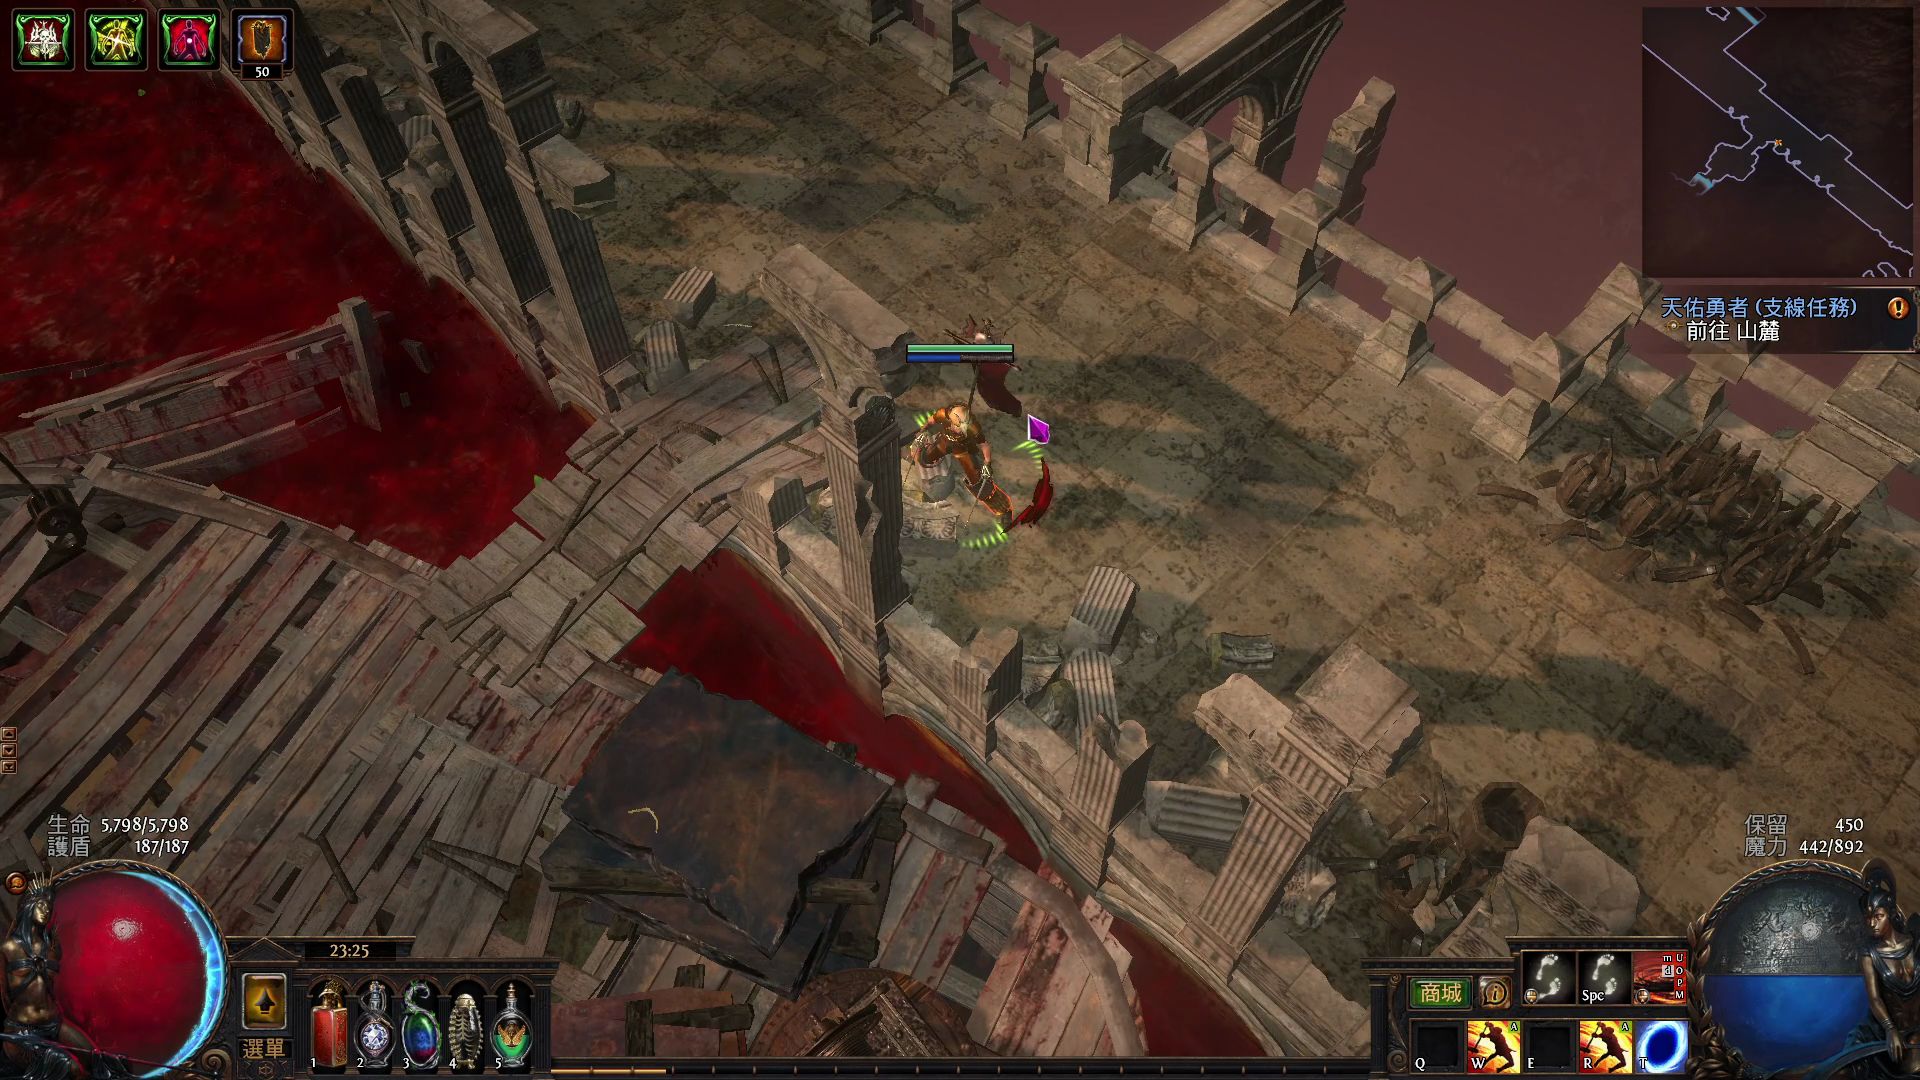 50
天佑勇者 (支線任務)
前往 山麓
生命 5,798/5,798
護盾 187/187
保留 450
魔力 442/892
23:25
選單
1
2
3
4
5
商城
Spc
m U
d O
P
M
Q
W
A
E
R
A
T